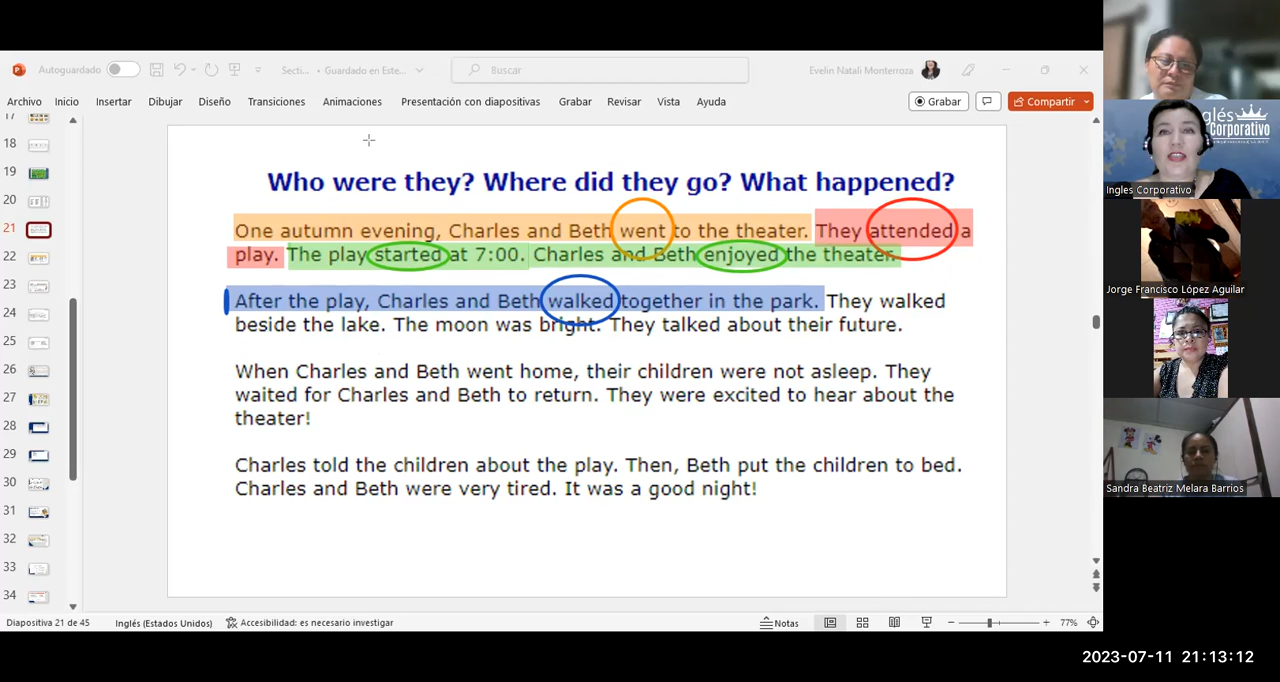 Autoguardado
Secti... • Guardado en Este...
Buscar
Evelin Natali Monterroza
Archivo Inicio Insertar Dibujar Diseño Transiciones Animaciones Presentación con diapositivas Grabar Revisar Vista Ayuda
Grabar
Compartir
17
18
19
20
21
22
23
24
25
26
27
28
29
30
31
32
33
34
Who were they? Where did they go? What happened?
One autumn evening, Charles and Beth went to the theater. They attended a
play. The play started at 7:00. Charles and Beth enjoyed the theater.
After the play, Charles and Beth walked together in the park. They walked
beside the lake. The moon was bright. They talked about their future.
When Charles and Beth went home, their children were not asleep. They
waited for Charles and Beth to return. They were excited to hear about the
theater!
Charles told the children about the play. Then, Beth put the children to bed.
Charles and Beth were very tired. It was a good night!
Diapositiva 21 de 45 Inglés (Estados Unidos) Accesibilidad: es necesario investigar
Notas
77%
glés
Corporativo
Ingles Corporativo
Jorge Francisco López Aguilar
Sandra Beatriz Melara Barrios
2023-07-11 21:13:12